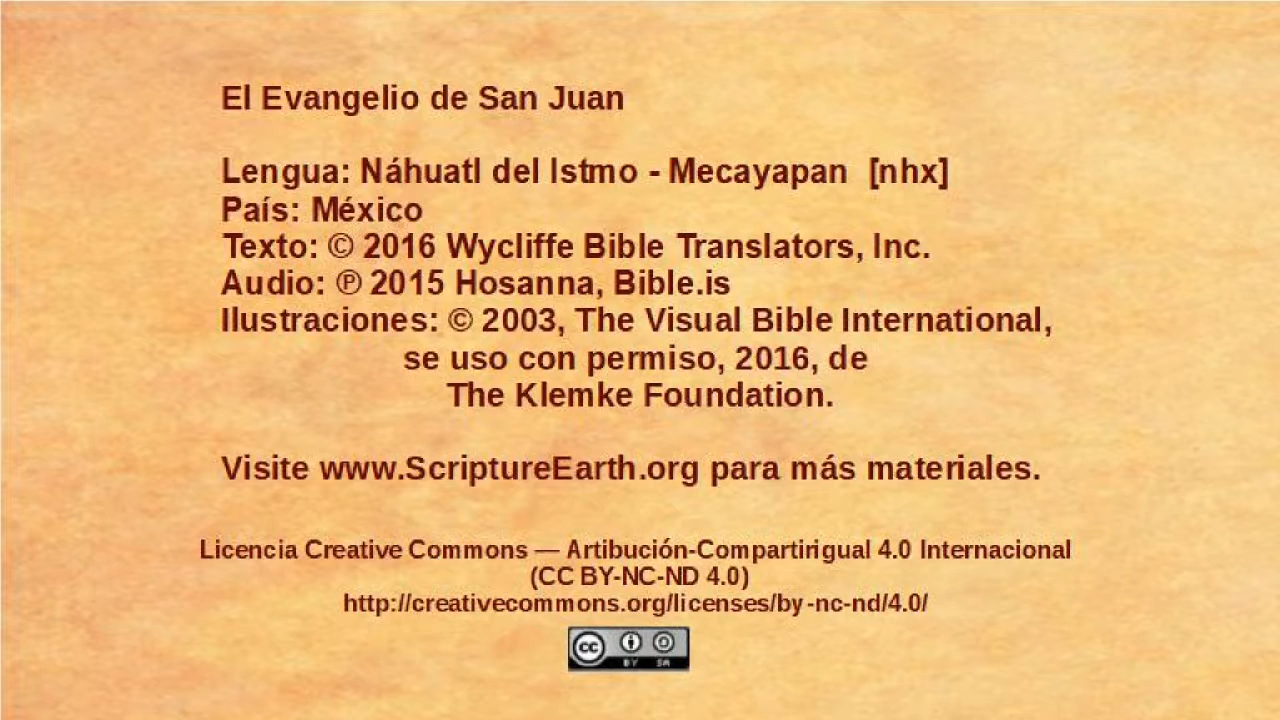 El Evangelio de San Juan
Lengua: Náhuatl del Istmo - Mecayapan [nhx]
País: México
Texto: © 2016 Wycliffe Bible Translators, Inc.
Audio: ℗ 2015 Hosanna, Bible.is
Ilustraciones: © 2003, The Visual Bible International,
se uso con permiso, 2016, de
The Klemke Foundation.
Visite www.ScriptureEarth.org para más materiales.
Licencia Creative Commons — Artibución-Compartirigual 4.0 Internacional
(CC BY-NC-ND 4.0)
http://creativecommons.org/licenses/by-nc-nd/4.0/
cc BY SA